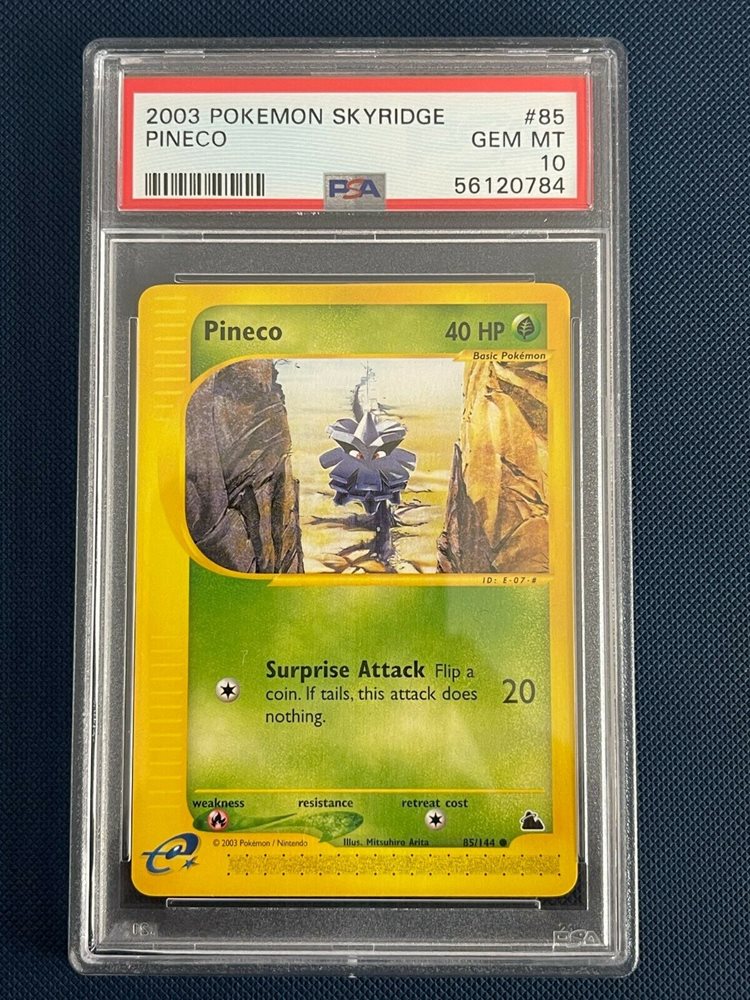 2003 POKEMON SKYRIDGE #85
PINECO GEM MT
10
PSA 56120784
Pineco 40 HP
Basic Pokémon
ID: E-07-#
Surprise Attack Flip a
coin. If tails, this attack does
nothing.
20
weakness resistance retreat cost
© 2003 Pokémon / Nintendo Illus. Mitsuhiro Arita 85/144
e
PSA